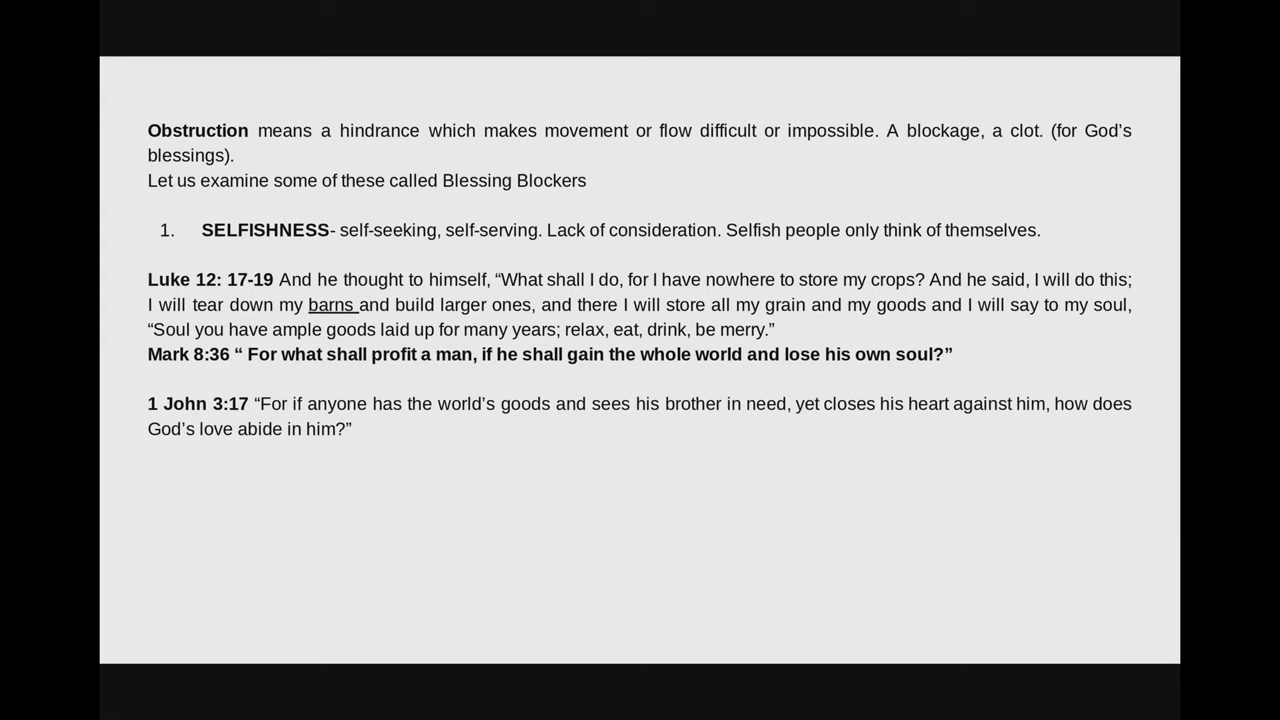 Obstruction means a hindrance which makes movement or flow difficult or impossible. A blockage, a clot. (for God’s
blessings).
Let us examine some of these called Blessing Blockers
1. SELFISHNESS- self-seeking, self-serving. Lack of consideration. Selfish people only think of themselves.
Luke 12: 17-19 And he thought to himself, “What shall I do, for I have nowhere to store my crops? And he said, I will do this;
I will tear down my barns and build larger ones, and there I will store all my grain and my goods and I will say to my soul,
“Soul you have ample goods laid up for many years; relax, eat, drink, be merry.”
Mark 8:36 “ For what shall profit a man, if he shall gain the whole world and lose his own soul?”
1 John 3:17 “For if anyone has the world’s goods and sees his brother in need, yet closes his heart against him, how does
God’s love abide in him?”